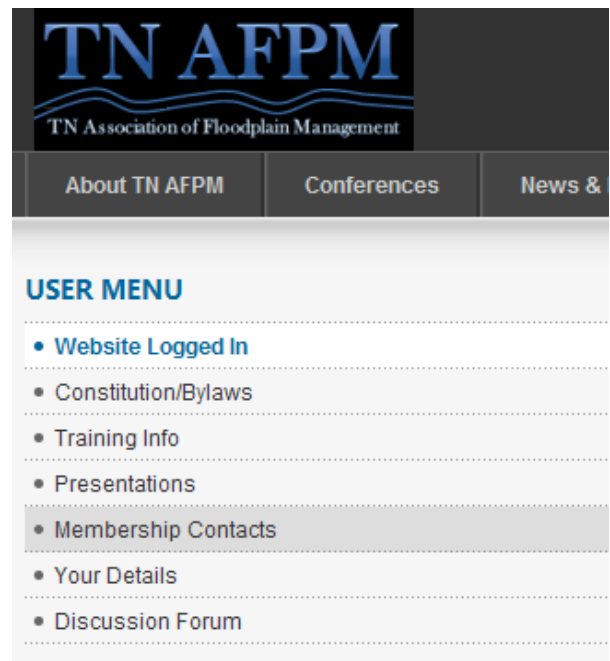 TN AFPM
TN Association of Floodplain Management
About TN AFPM Conferences News &
USER MENU
Website Logged In
Constitution/Bylaws
Training Info
Presentations
Membership Contacts
Your Details
Discussion Forum